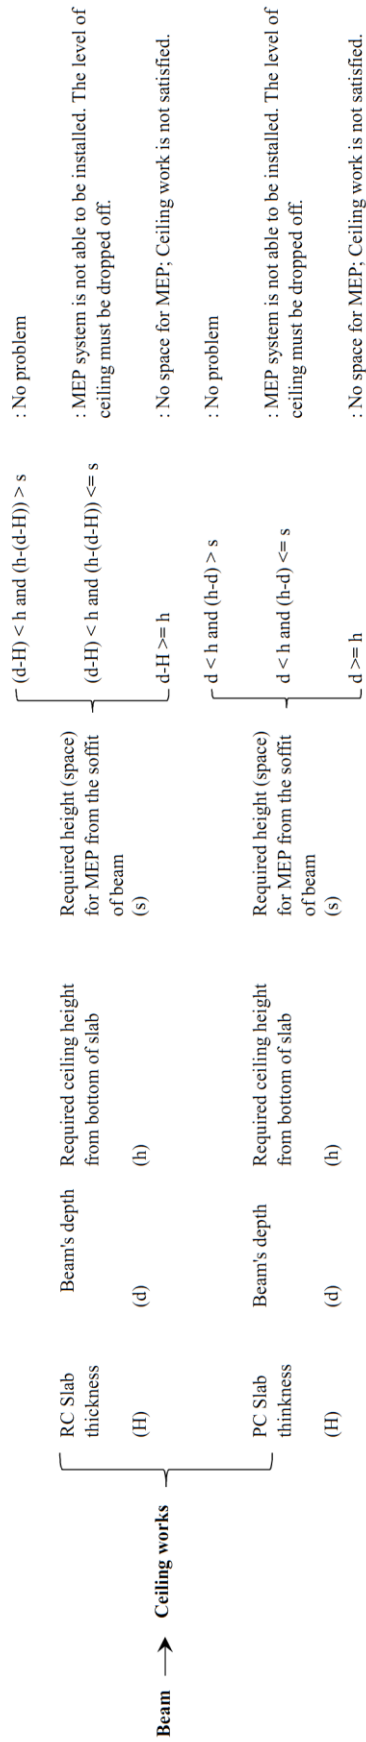 Beam
Ceiling works
RC Slab
thickness
(H)
Beam's depth
(d)
Required ceiling height
from bottom of slab
(h)
Required height (space)
for MEP from the soffit
of beam
(s)
(d-H) < h and (h-(d-H)) > s
: No problem
(d-H) < h and (h-(d-H)) <= s
: MEP system is not able to be installed. The level of
ceiling must be dropped off.
d-H >= h
: No space for MEP; Ceiling work is not satisfied.
PC Slab
thinkness
(H)
Beam's depth
(d)
Required ceiling height
from bottom of slab
(h)
Required height (space)
for MEP from the soffit
of beam
(s)
d < h and (h-d) > s
: No problem
d < h and (h-d) <= s
: MEP system is not able to be installed. The level of
ceiling must be dropped off.
d >= h
: No space for MEP; Ceiling work is not satisfied.